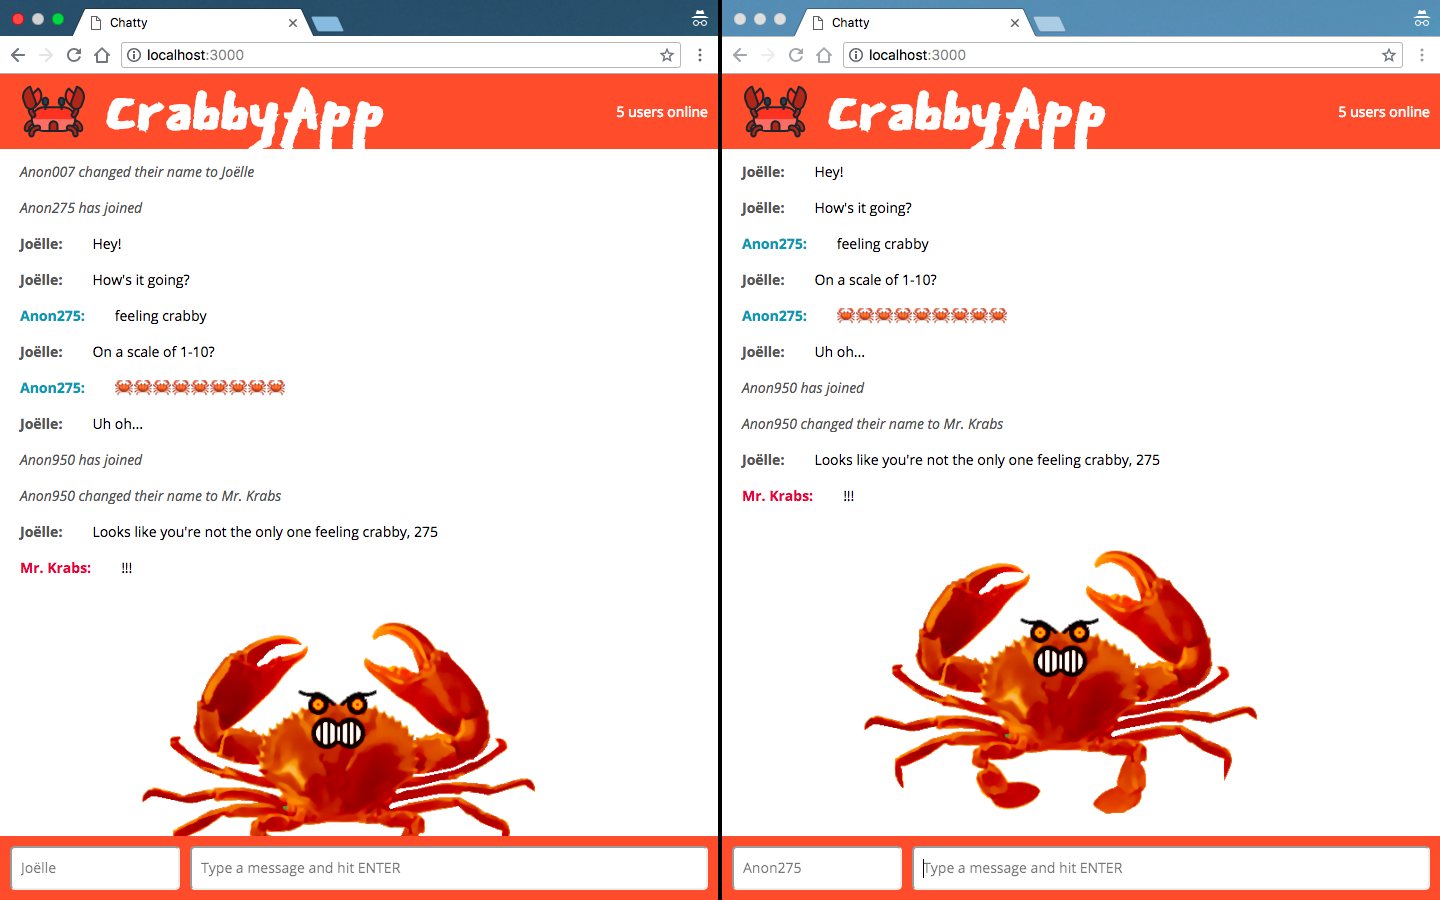 Chatty
localhost:3000
CrabbyApp
5 users online
Anon007 changed their name to Joëlle
Anon275 has joined
Joëlle: Hey!
Joëlle: How's it going?
Anon275: feeling crabby
Joëlle: On a scale of 1-10?
Anon275: 🦀🦀🦀🦀🦀🦀🦀🦀🦀
Joëlle: Uh oh...
Anon950 has joined
Anon950 changed their name to Mr. Krabs
Joëlle: Looks like you're not the only one feeling crabby, 275
Mr. Krabs: !!!
Joëlle
Type a message and hit ENTER
Chatty
localhost:3000
CrabbyApp
5 users online
Joëlle: Hey!
Joëlle: How's it going?
Anon275: feeling crabby
Joëlle: On a scale of 1-10?
Anon275: 🦀🦀🦀🦀🦀🦀🦀🦀🦀
Joëlle: Uh oh...
Anon950 has joined
Anon950 changed their name to Mr. Krabs
Joëlle: Looks like you're not the only one feeling crabby, 275
Mr. Krabs: !!!
Anon275
Type a message and hit ENTER